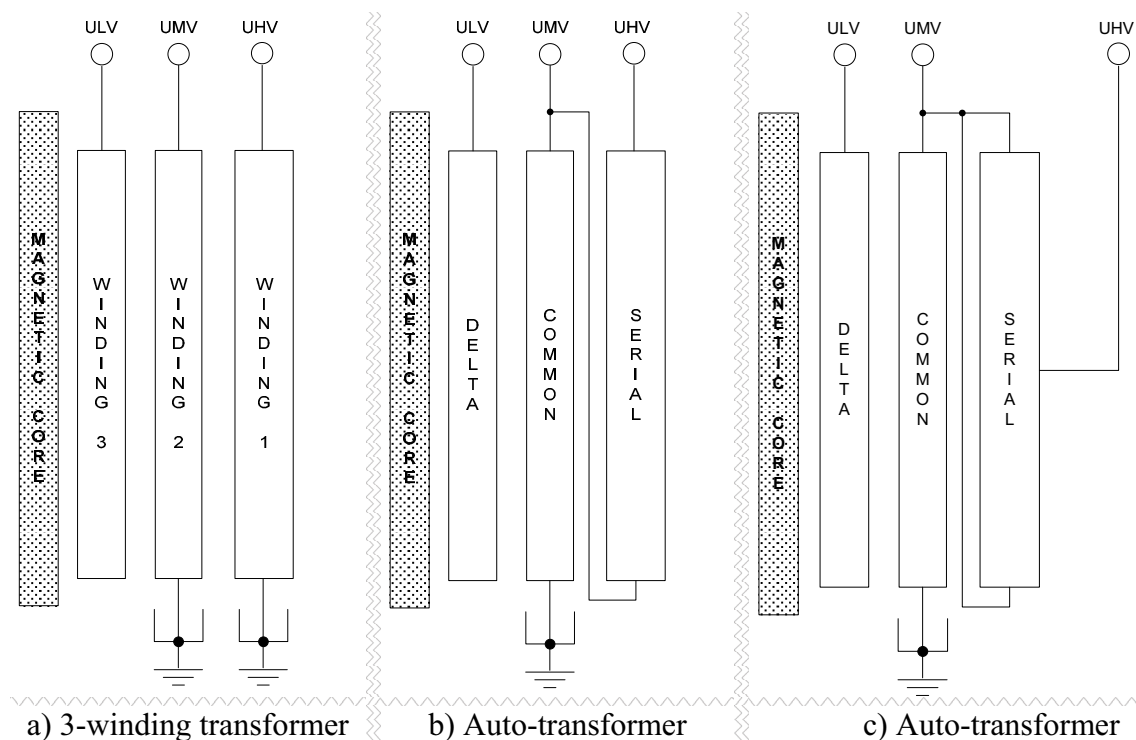 ULV UMV UHV
MAGNETIC CORE
WINDING 3
WINDING 2
WINDING 1
a) 3-winding transformer
ULV UMV UHV
MAGNETIC CORE
DELTA
COMMON
SERIAL
b) Auto-transformer
ULV UMV UHV
MAGNETIC CORE
DELTA
COMMON
SERIAL
c) Auto-transformer